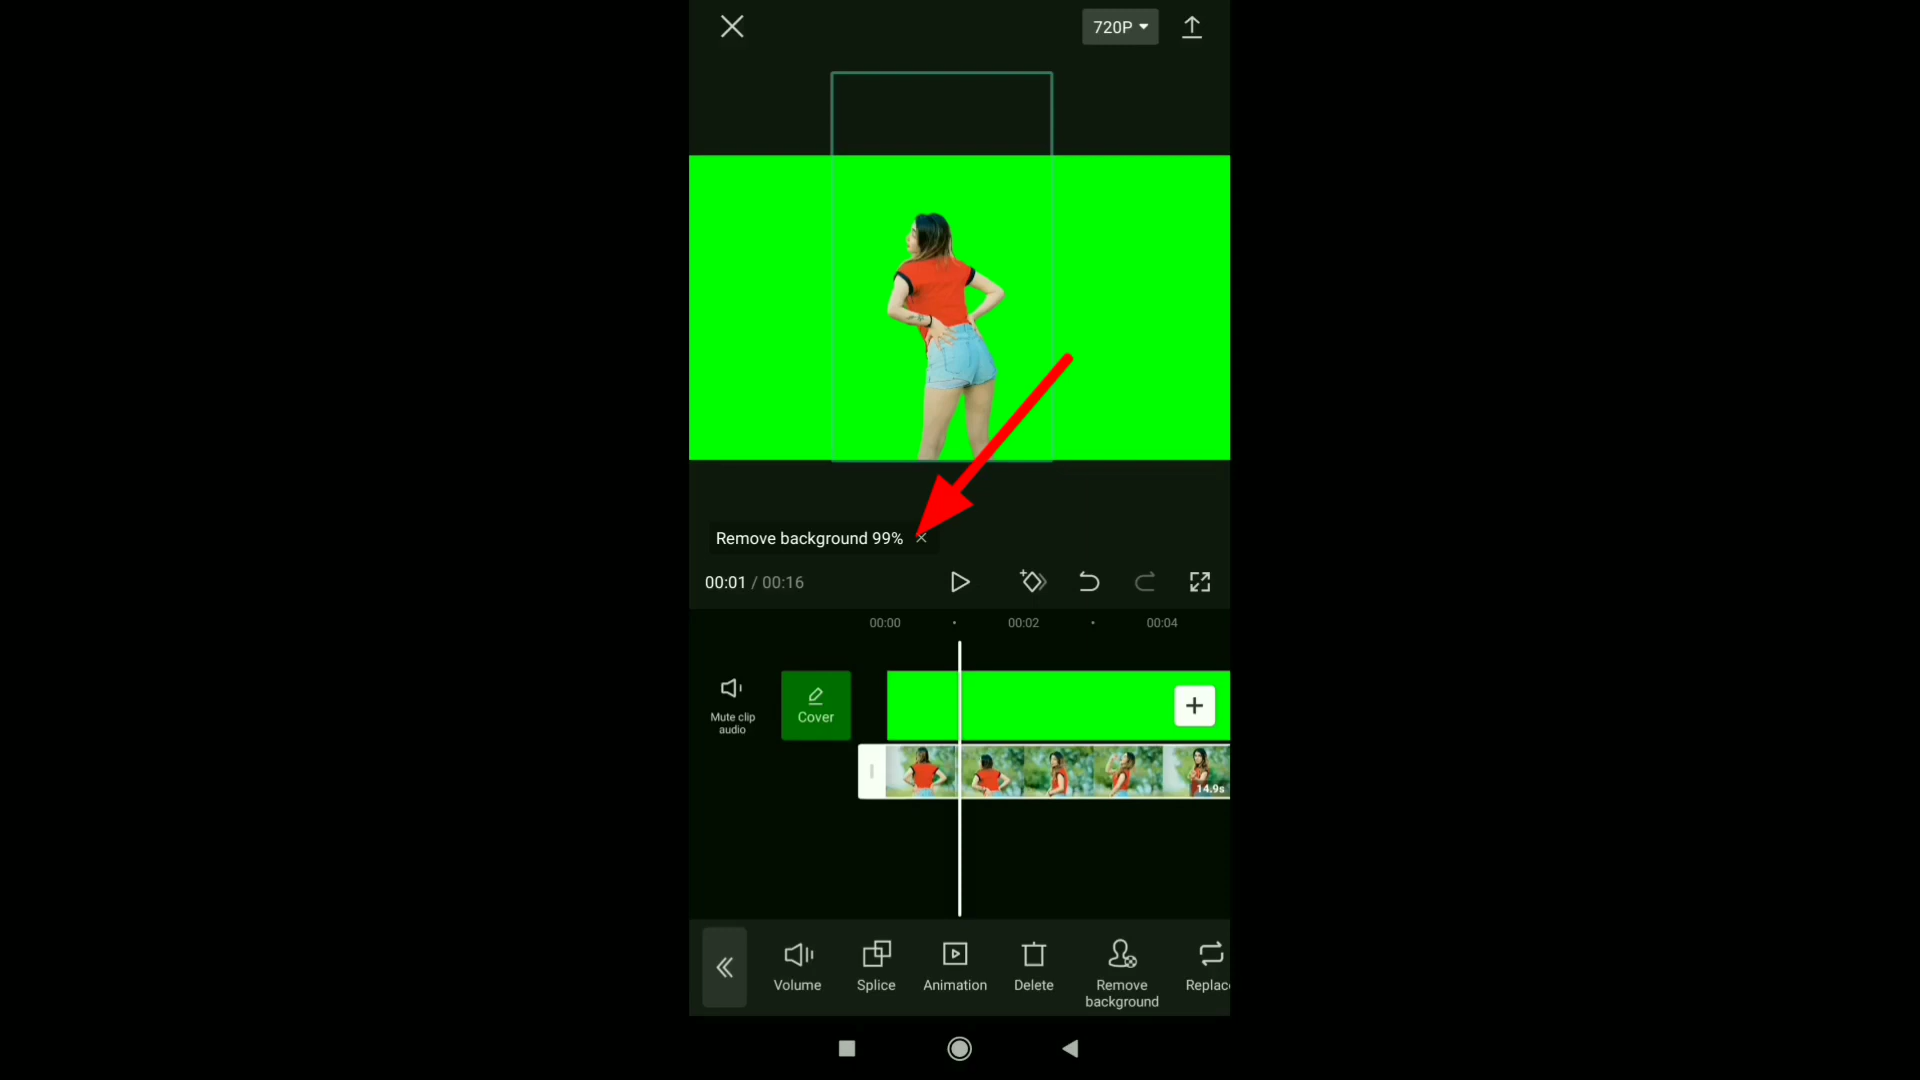 720P
Remove background 99%
00:01 / 00:16
00:00
00:02
00:04
Mute clip
audio
Cover
14.9s
Volume
Splice
Animation
Delete
Remove
background
Replac